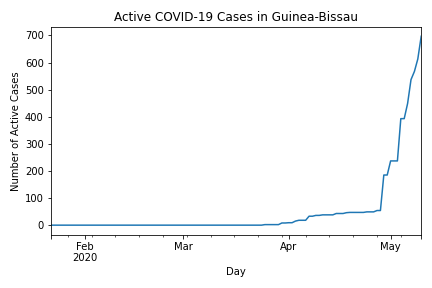 Active COVID-19 Cases in Guinea-Bissau
700
600
500
400
300
200
100
0
Number of Active Cases
Feb
2020
Mar
Apr
May
Day